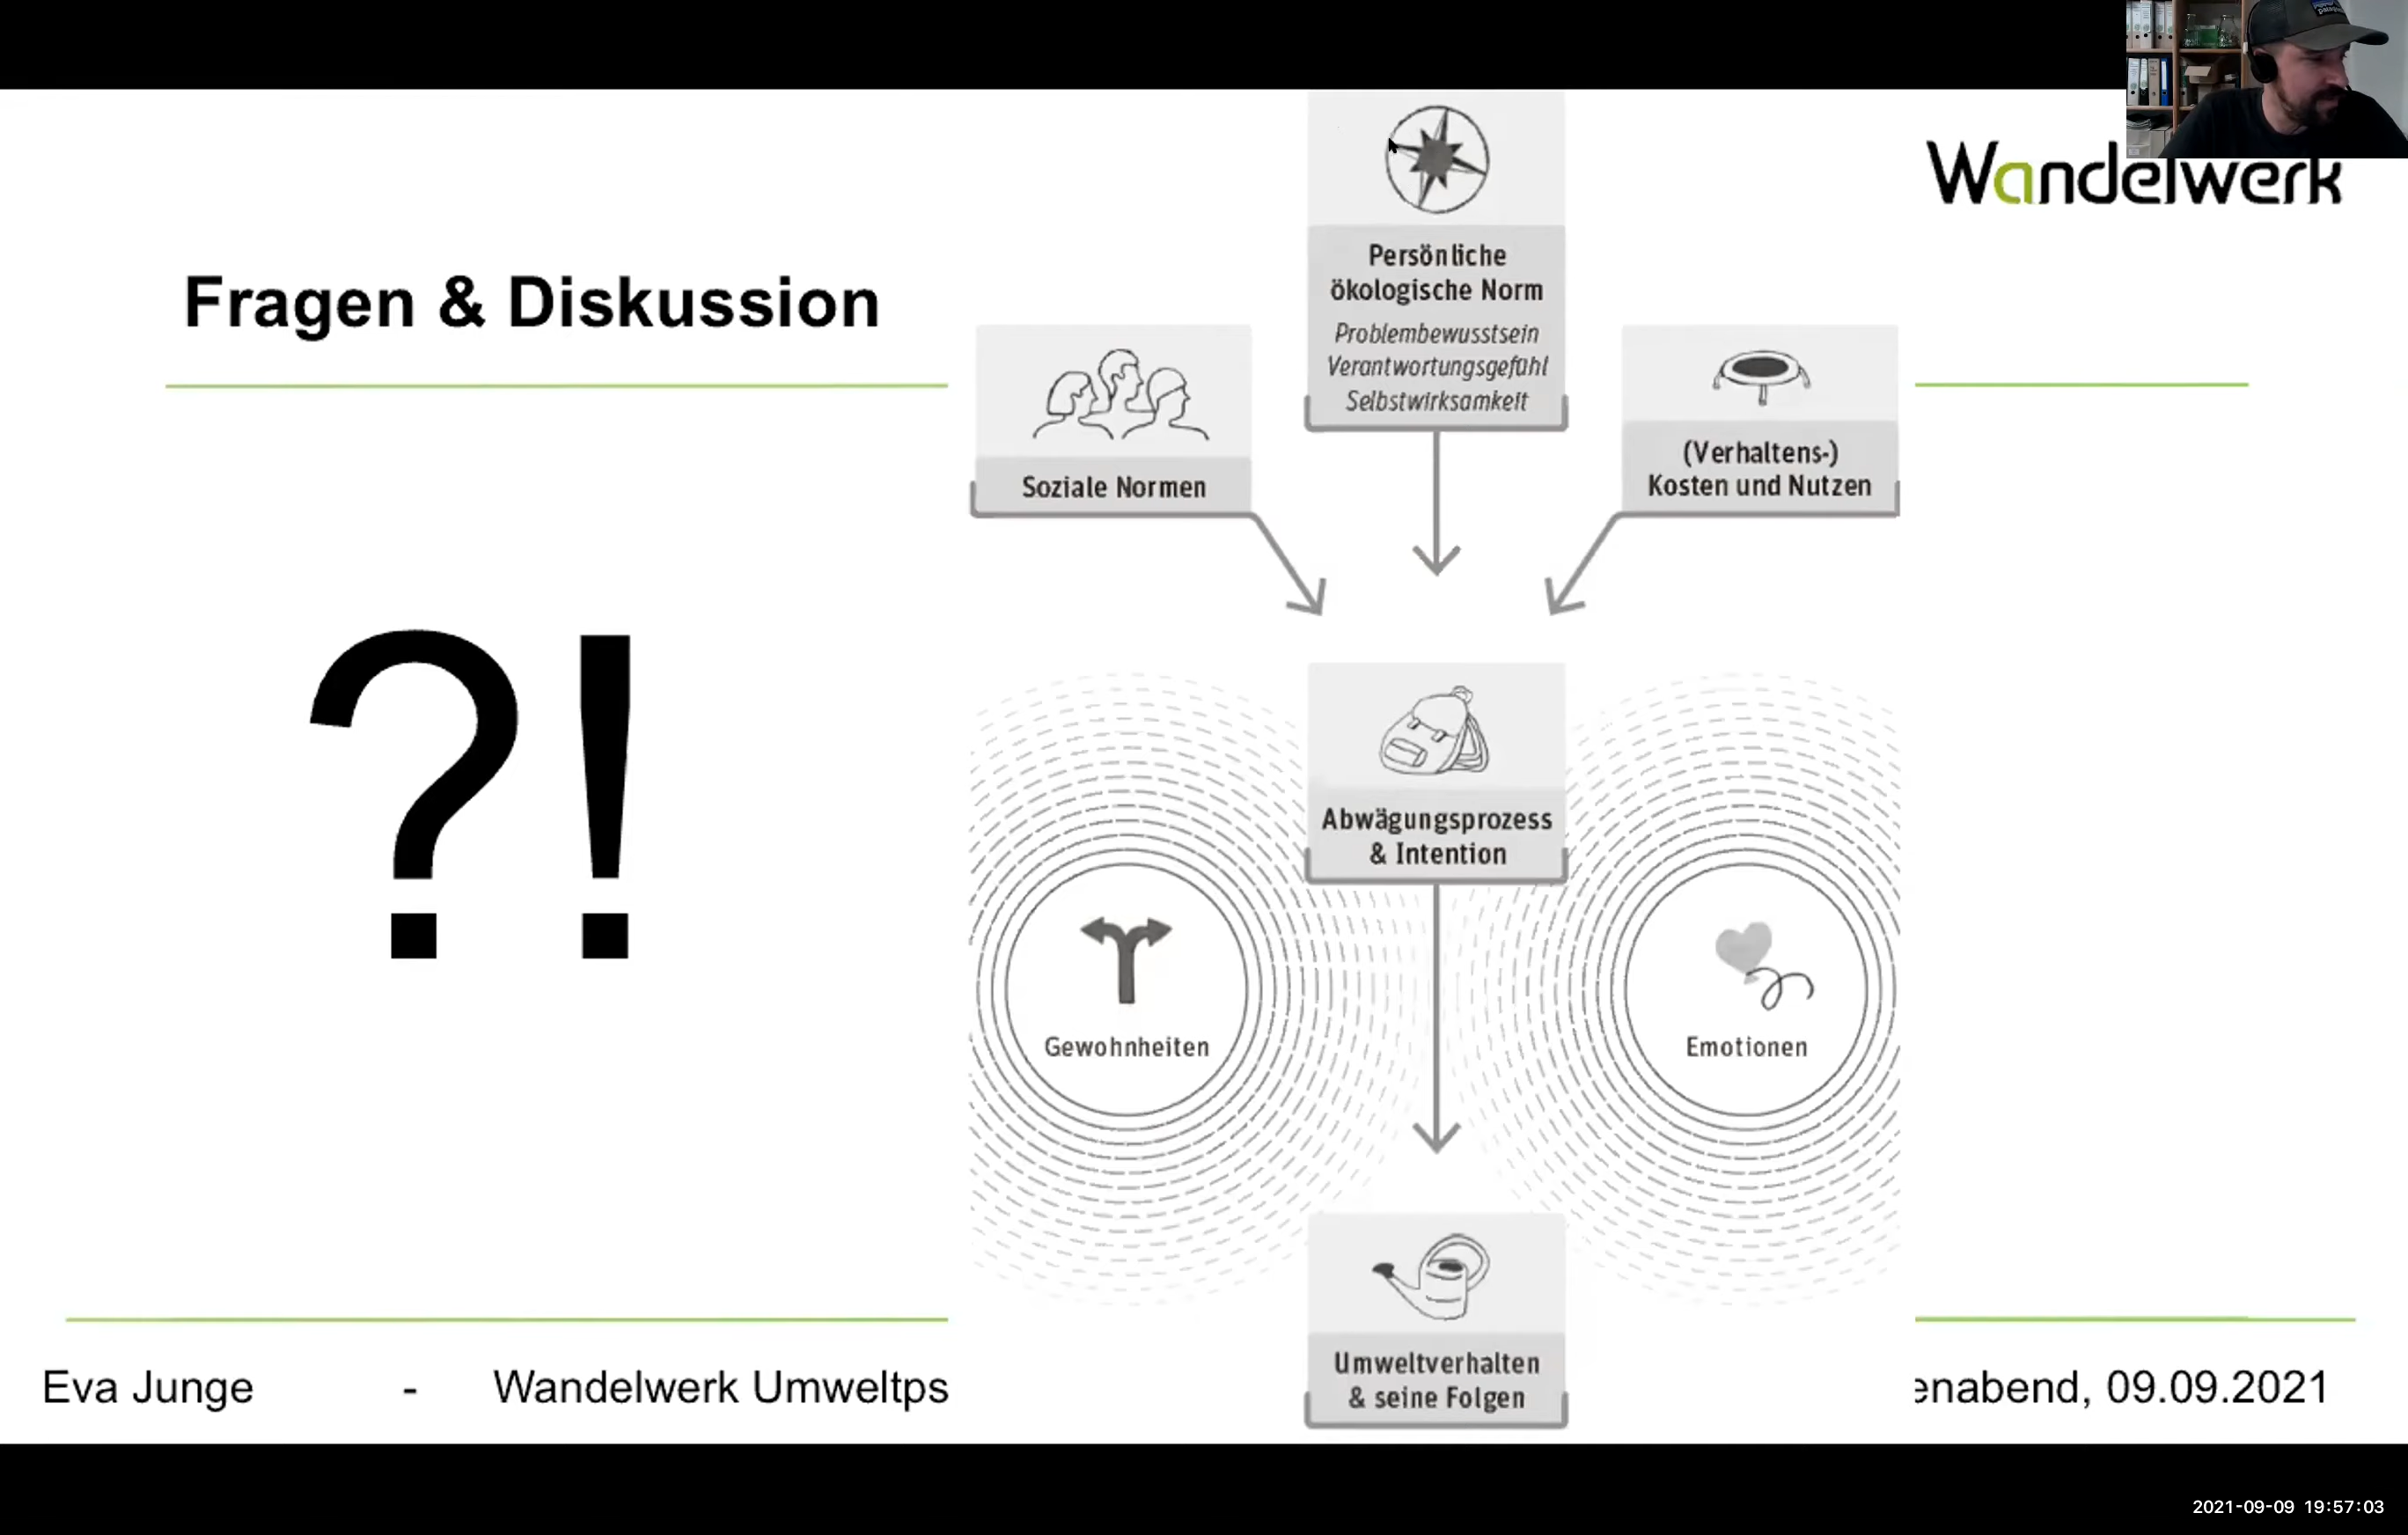 Wandelwerk
Fragen & Diskussion
?!
Persönliche
ökologische Norm
Problembewusstsein
Verantwortungsgefühl
Selbstwirksamkeit
Soziale Normen
(Verhaltens-)
Kosten und Nutzen
Abwägungsprozess
& Intention
Gewohnheiten
Emotionen
Umweltverhalten
& seine Folgen
Eva Junge - Wandelwerk Umweltps
enabend, 09.09.2021
2021-09-09 19:57:03